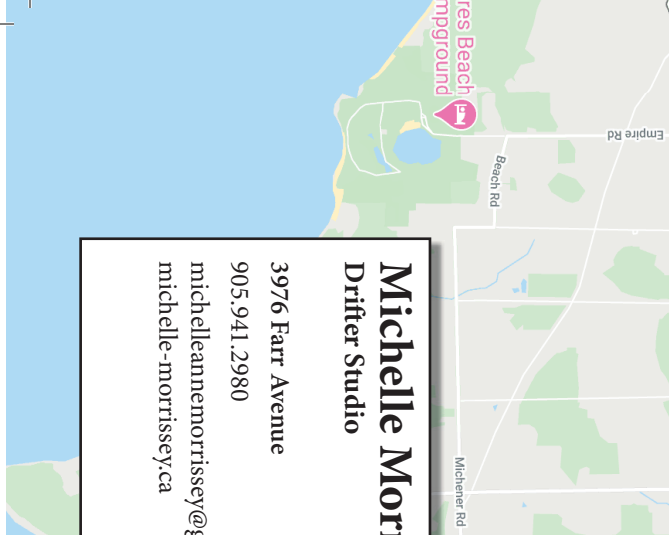 res Beach
mpground
Empire Rd
Beach Rd
Michener Rd
Michelle Morr
Drifter Studio
3976 Farr Avenue
905.941.2980
michelleannemorrissey@g
michelle-morrissey.ca